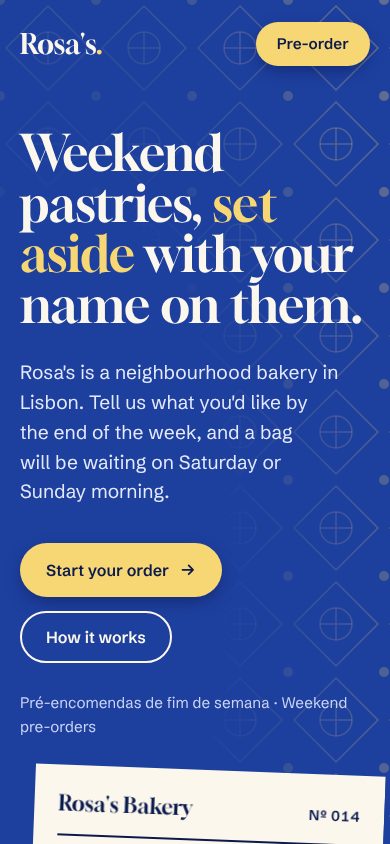 Rosa's.
Pre-order
Weekend
pastries, set
aside with your
name on them.
Rosa's is a neighbourhood bakery in
Lisbon. Tell us what you'd like by
the end of the week, and a bag
will be waiting on Saturday or
Sunday morning.
Start your order →
How it works
Pré-encomendas de fim de semana · Weekend
pre-orders
Rosa's Bakery
Nº 014